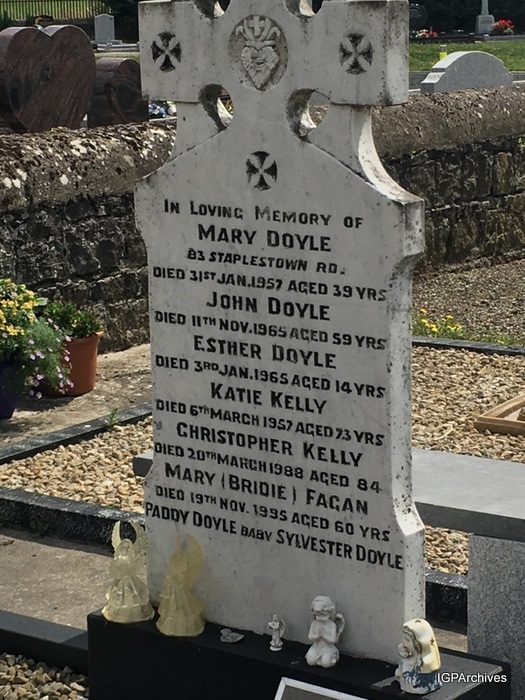 IN LOVING MEMORY OF
MARY DOYLE
83 STAPLESTOWN RD.
DIED 31ST JAN. 1957 AGED 39 YRS
JOHN DOYLE
DIED 11TH NOV. 1965 AGED 59 YRS
ESTHER DOYLE
DIED 3RD JAN. 1965 AGED 14 YRS
KATIE KELLY
DIED 6TH MARCH 1957 AGED 73 YRS
CHRISTOPHER KELLY
DIED 20TH MARCH 1988 AGED 84
MARY (BRIDIE) FAGAN
DIED 19TH NOV. 1995 AGED 60 YRS
PADDY DOYLE BABY SYLVESTER DOYLE
IGPArchives